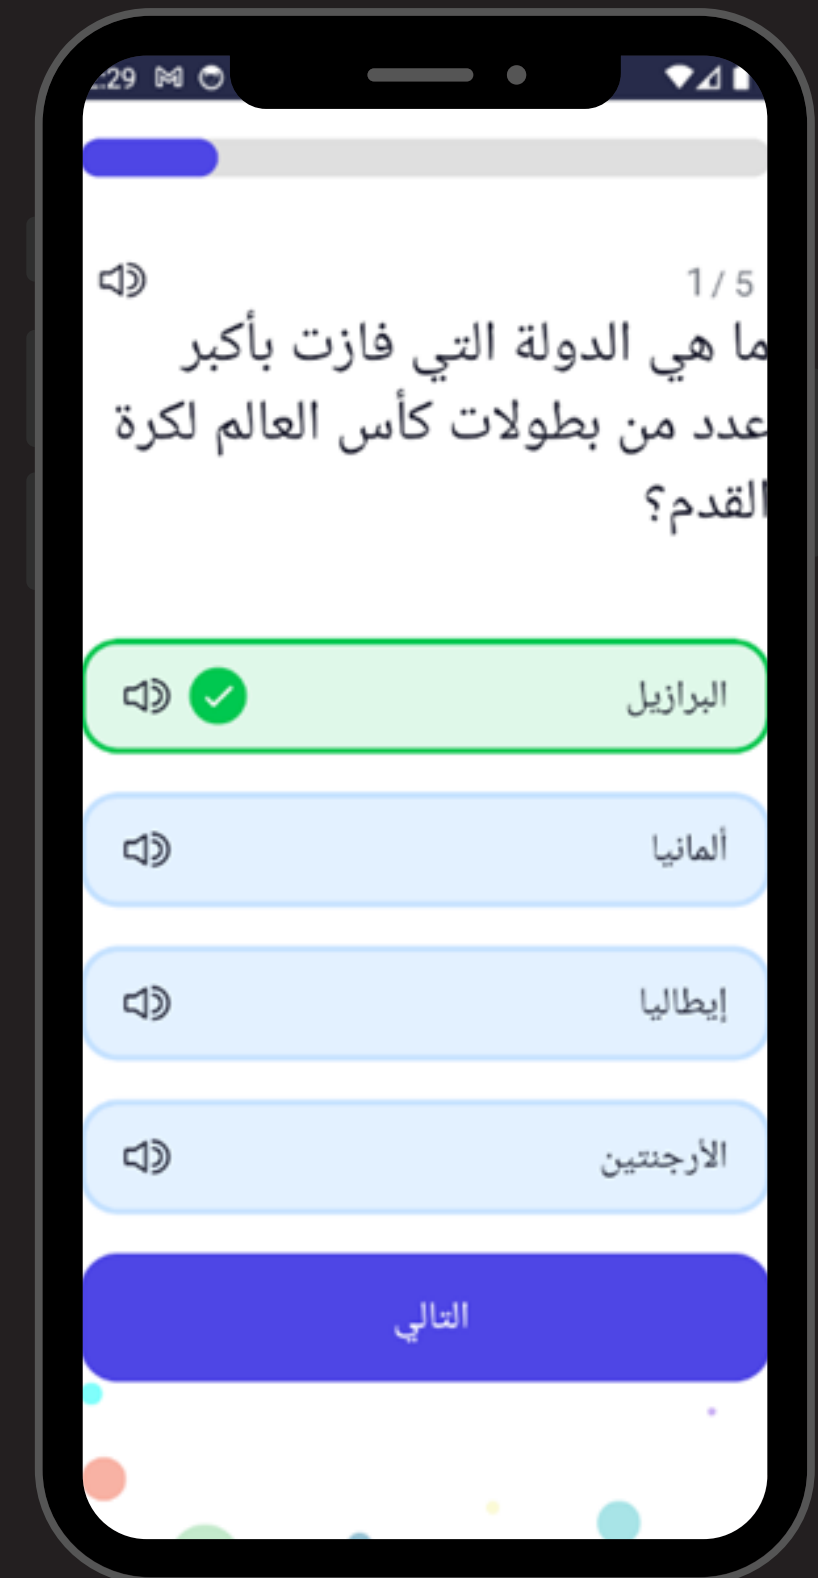 :29
1 / 5
ما هي الدولة التي فازت بأكبر
عدد من بطولات كأس العالم لكرة
القدم؟
البرازيل
ألمانيا
إيطاليا
الأرجنتين
التالي